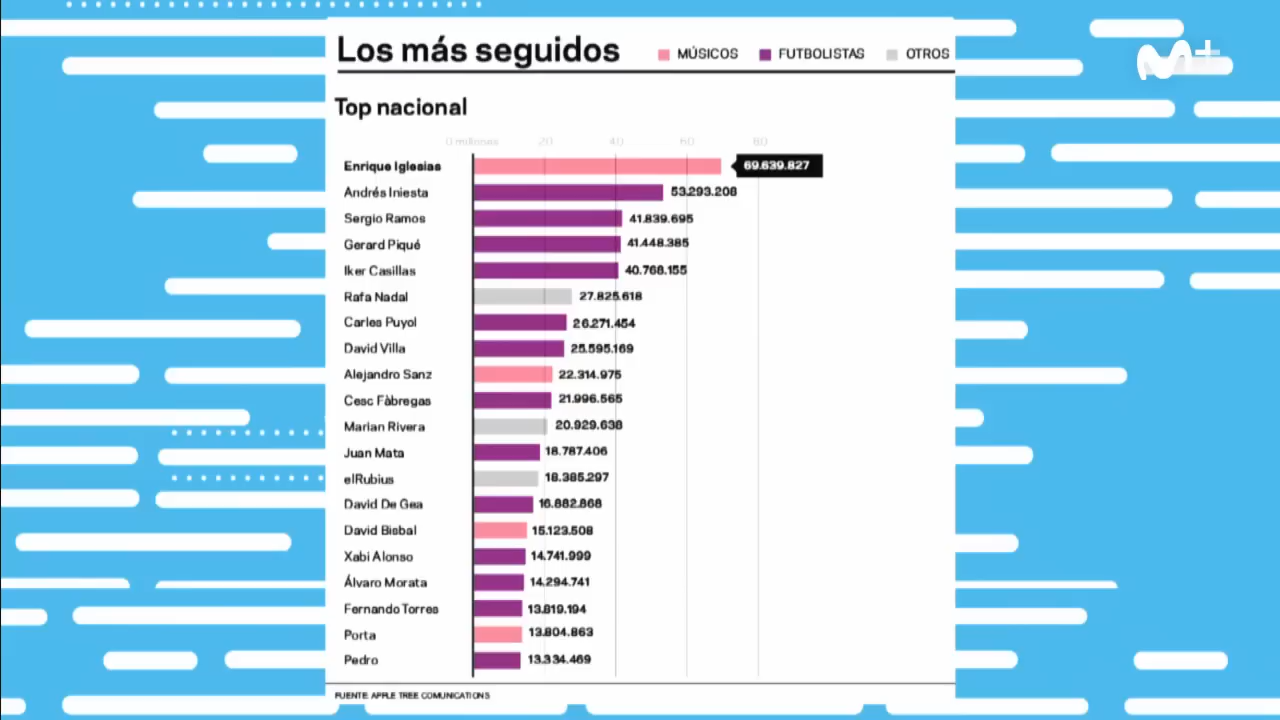 Los más seguidos
MÚSICOS FUTBOLISTAS OTROS
M+
Top nacional
0 millones 20 40 60 80
Enrique Iglesias 69.639.827
Andrés Iniesta 53.293.208
Sergio Ramos 41.839.695
Gerard Piqué 41.448.385
Iker Casillas 40.768.155
Rafa Nadal 27.825.618
Carles Puyol 26.271.454
David Villa 25.595.169
Alejandro Sanz 22.314.975
Cesc Fàbregas 21.996.565
Marian Rivera 20.929.638
Juan Mata 18.787.406
elRubius 18.385.297
David De Gea 16.882.868
David Bisbal 15.123.508
Xabi Alonso 14.741.999
Álvaro Morata 14.294.741
Fernando Torres 13.819.194
Porta 13.804.863
Pedro 13.334.469
FUENTE: APPLE TREE COMUNICATIONS